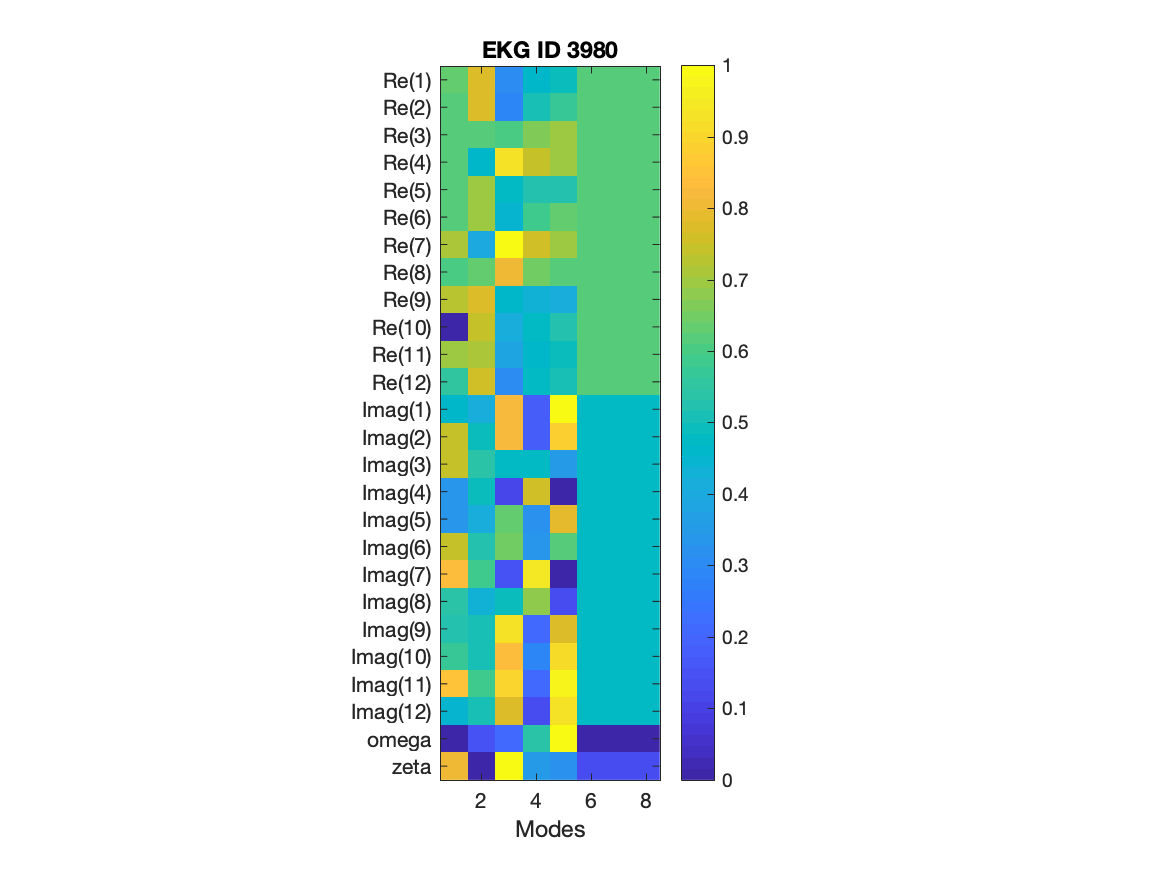 EKG ID 3980
Re(1)
Re(2)
Re(3)
Re(4)
Re(5)
Re(6)
Re(7)
Re(8)
Re(9)
Re(10)
Re(11)
Re(12)
Imag(1)
Imag(2)
Imag(3)
Imag(4)
Imag(5)
Imag(6)
Imag(7)
Imag(8)
Imag(9)
Imag(10)
Imag(11)
Imag(12)
omega
zeta
2 4 6 8
Modes
1
0.9
0.8
0.7
0.6
0.5
0.4
0.3
0.2
0.1
0